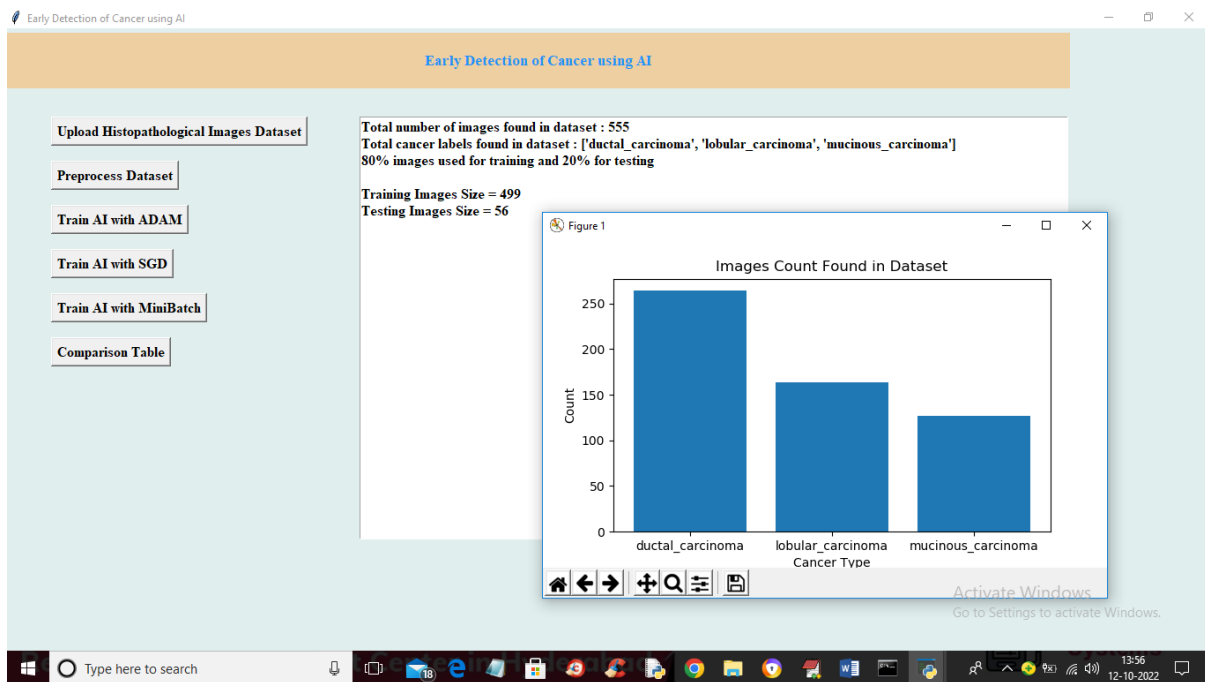 Early Detection of Cancer using AI
Early Detection of Cancer using AI
Upload Histopathological Images Dataset
Preprocess Dataset
Train AI with ADAM
Train AI with SGD
Train AI with MiniBatch
Comparison Table
Total number of images found in dataset : 555
Total cancer labels found in dataset : ['ductal_carcinoma', 'lobular_carcinoma', 'mucinous_carcinoma']
80% images used for training and 20% for testing
Training Images Size = 499
Testing Images Size = 56
Figure 1
Images Count Found in Dataset
Count
250
200
150
100
50
0
ductal_carcinoma lobular_carcinoma mucinous_carcinoma
Cancer Type
Activate Windows
Go to Settings to activate Windows.
Type here to search
18
13:56
12-10-2022